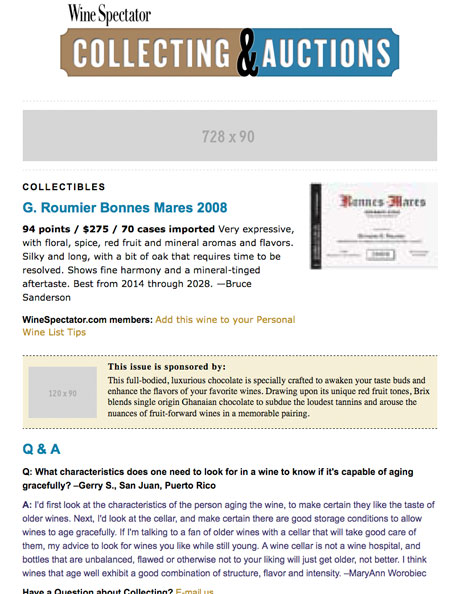 Wine Spectator
COLLECTING & AUCTIONS
728 x 90
COLLECTIBLES
G. Roumier Bonnes Mares 2008
94 points / $275 / 70 cases imported Very expressive,
with floral, spice, red fruit and mineral aromas and flavors.
Silky and long, with a bit of oak that requires time to be
resolved. Shows fine harmony and a mineral-tinged
aftertaste. Best from 2014 through 2028. —Bruce
Sanderson
Bonnes-Mares
WineSpectator.com members: Add this wine to your Personal
Wine List Tips
This issue is sponsored by:
120 x 90
This full-bodied, luxurious chocolate is specially crafted to awaken your taste buds and
enhance the flavors of your favorite wines. Drawing upon its unique red fruit tones, Brix
blends single origin Ghanaian chocolate to subdue the loudest tannins and arouse the
nuances of fruit-forward wines in a memorable pairing.
Q & A
Q: What characteristics does one need to look for in a wine to know if it's capable of aging
gracefully? –Gerry S., San Juan, Puerto Rico
A: I'd first look at the characteristics of the person aging the wine, to make certain they like the taste of
older wines. Next, I'd look at the cellar, and make certain there are good storage conditions to allow
wines to age gracefully. If I'm talking to a fan of older wines with a cellar that will take good care of
them, my advice to look for wines you like while still young. A wine cellar is not a wine hospital, and
bottles that are unbalanced, flawed or otherwise not to your liking will just get older, not better. I think
wines that age well exhibit a good combination of structure, flavor and intensity. –MaryAnn Worobiec
Have a Question about Collecting? E-mail us